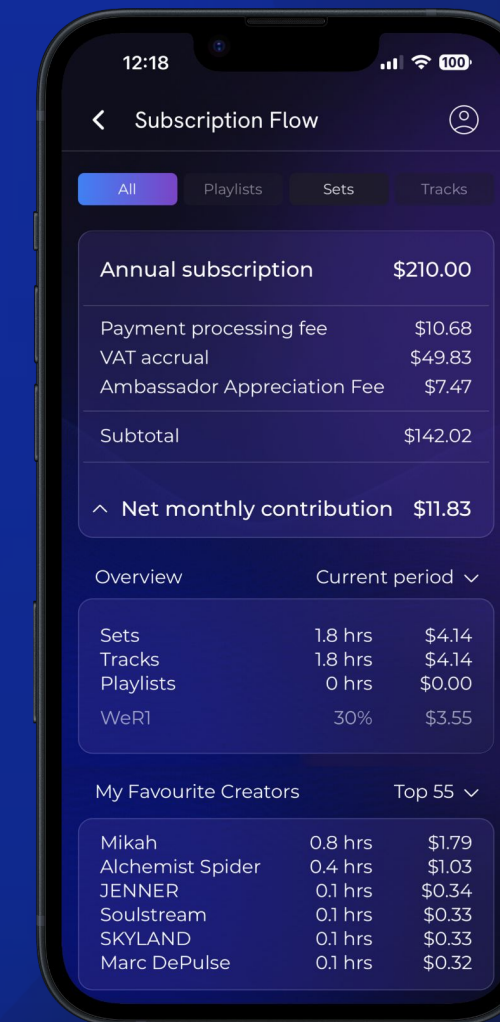 12:18 100
Subscription Flow
All Playlists Sets Tracks
Annual subscription $210.00
Payment processing fee $10.68
VAT accrual $49.83
Ambassador Appreciation Fee $7.47
Subtotal $142.02
Net monthly contribution $11.83
Overview Current period
Sets 1.8 hrs $4.14
Tracks 1.8 hrs $4.14
Playlists 0 hrs $0.00
WeR1 30% $3.55
My Favourite Creators Top 55
Mikah 0.8 hrs $1.79
Alchemist Spider 0.4 hrs $1.03
JENNER 0.1 hrs $0.34
Soulstream 0.1 hrs $0.33
SKYLAND 0.1 hrs $0.33
Marc DePulse 0.1 hrs $0.32